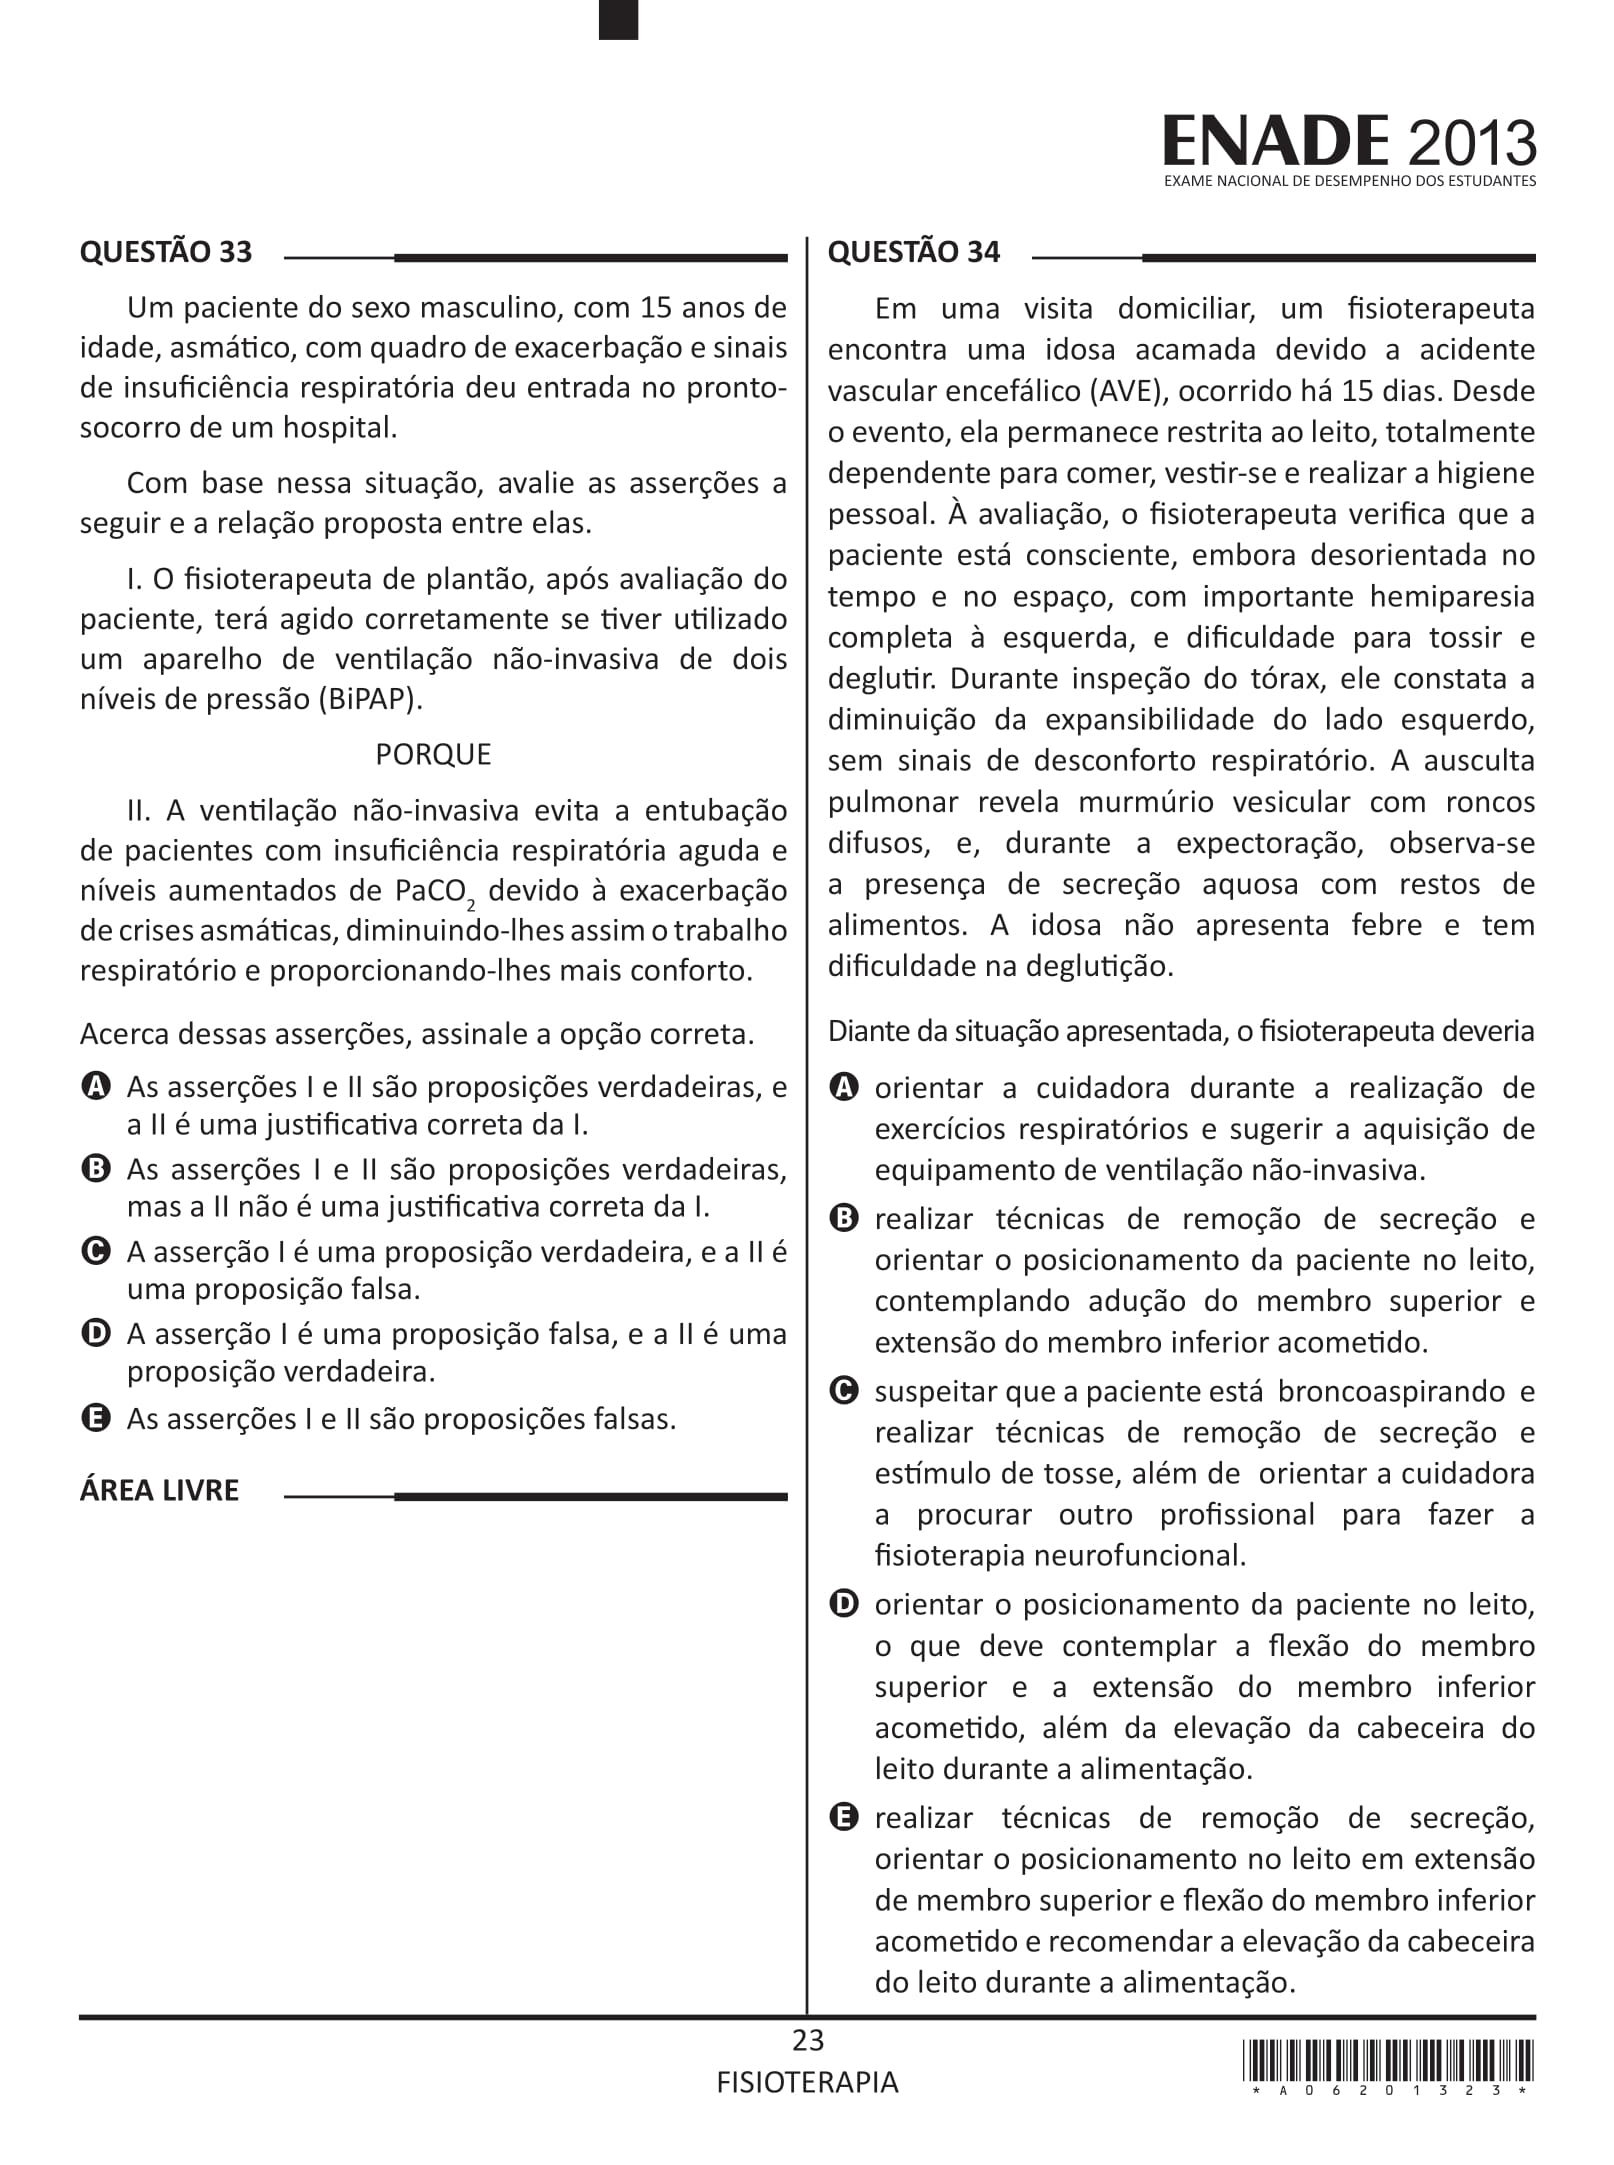 ENADE 2013
EXAME NACIONAL DE DESEMPENHO DOS ESTUDANTES
QUESTÃO 33
Um paciente do sexo masculino, com 15 anos de
idade, asmático, com quadro de exacerbação e sinais
de insuficiência respiratória deu entrada no pronto-
socorro de um hospital.
Com base nessa situação, avalie as asserções a
seguir e a relação proposta entre elas.
I. O fisioterapeuta de plantão, após avaliação do
paciente, terá agido corretamente se tiver utilizado
um aparelho de ventilação não-invasiva de dois
níveis de pressão (BiPAP).
PORQUE
II. A ventilação não-invasiva evita a entubação
de pacientes com insuficiência respiratória aguda e
níveis aumentados de PaCO2 devido à exacerbação
de crises asmáticas, diminuindo-lhes assim o trabalho
respiratório e proporcionando-lhes mais conforto.
Acerca dessas asserções, assinale a opção correta.
A As asserções I e II são proposições verdadeiras, e
a II é uma justificativa correta da I.
B As asserções I e II são proposições verdadeiras,
mas a II não é uma justificativa correta da I.
C A asserção I é uma proposição verdadeira, e a II é
uma proposição falsa.
D A asserção I é uma proposição falsa, e a II é uma
proposição verdadeira.
E As asserções I e II são proposições falsas.
ÁREA LIVRE
QUESTÃO 34
Em uma visita domiciliar, um fisioterapeuta
encontra uma idosa acamada devido a acidente
vascular encefálico (AVE), ocorrido há 15 dias. Desde
o evento, ela permanece restrita ao leito, totalmente
dependente para comer, vestir-se e realizar a higiene
pessoal. À avaliação, o fisioterapeuta verifica que a
paciente está consciente, embora desorientada no
tempo e no espaço, com importante hemiparesia
completa à esquerda, e dificuldade para tossir e
deglutir. Durante inspeção do tórax, ele constata a
diminuição da expansibilidade do lado esquerdo,
sem sinais de desconforto respiratório. A ausculta
pulmonar revela murmúrio vesicular com roncos
difusos, e, durante a expectoração, observa-se
a presença de secreção aquosa com restos de
alimentos. A idosa não apresenta febre e tem
dificuldade na deglutição.
Diante da situação apresentada, o fisioterapeuta deveria
A orientar a cuidadora durante a realização de
exercícios respiratórios e sugerir a aquisição de
equipamento de ventilação não-invasiva.
B realizar técnicas de remoção de secreção e
orientar o posicionamento da paciente no leito,
contemplando adução do membro superior e
extensão do membro inferior acometido.
C suspeitar que a paciente está broncoaspirando e
realizar técnicas de remoção de secreção e
estímulo de tosse, além de orientar a cuidadora
a procurar outro profissional para fazer a
fisioterapia neurofuncional.
D orientar o posicionamento da paciente no leito,
o que deve contemplar a flexão do membro
superior e a extensão do membro inferior
acometido, além da elevação da cabeceira do
leito durante a alimentação.
E realizar técnicas de remoção de secreção,
orientar o posicionamento no leito em extensão
de membro superior e flexão do membro inferior
acometido e recomendar a elevação da cabeceira
do leito durante a alimentação.
23
FISIOTERAPIA
*A06201323*